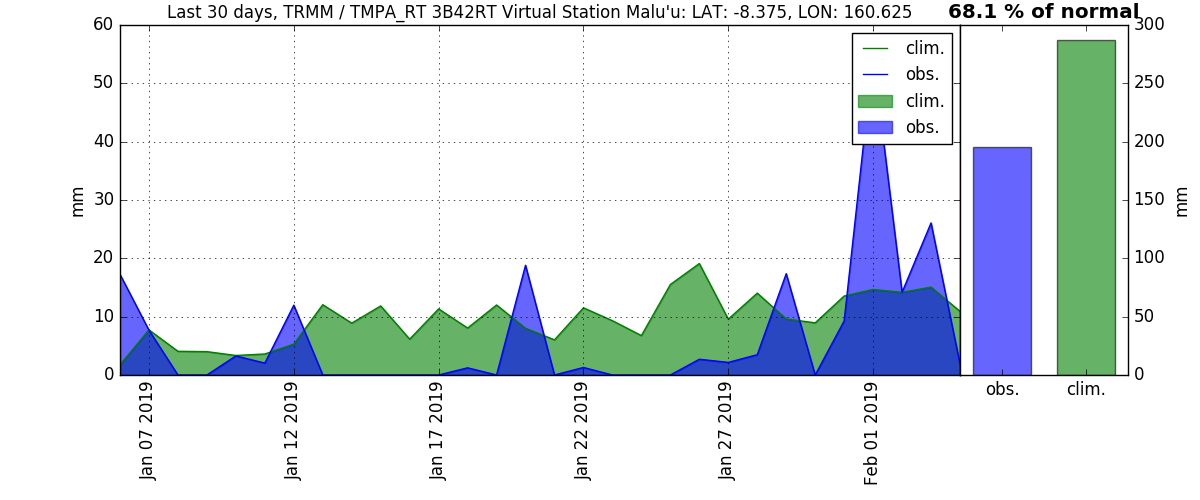 Last 30 days, TRMM / TMPA_RT 3B42RT Virtual Station Malu'u: LAT: -8.375, LON: 160.625
68.1 % of normal
60
50
40
30
20
10
0
mm
clim.
obs.
clim.
obs.
Jan 07 2019
Jan 12 2019
Jan 17 2019
Jan 22 2019
Jan 27 2019
Feb 01 2019
300
250
200
150
100
50
0
mm
obs.
clim.